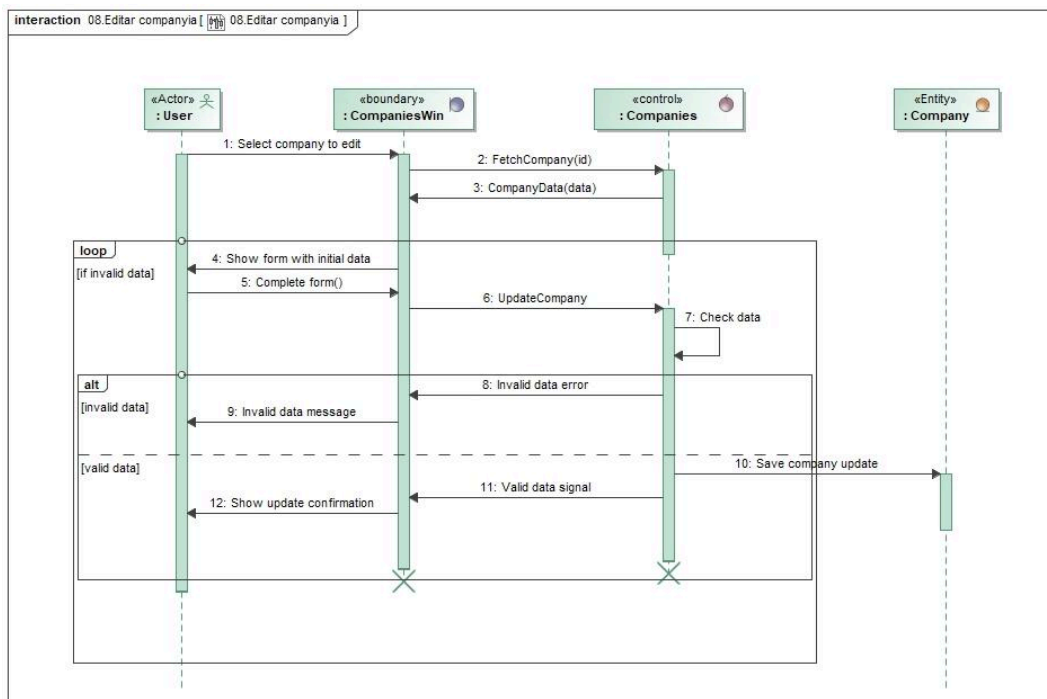 interaction 08.Editar companyia [ 08.Editar companyia ]
«Actor»
: User
«boundary»
: CompaniesWin
«control»
: Companies
«Entity»
: Company
1: Select company to edit
2: FetchCompany(id)
3: CompanyData(data)
loop
[if invalid data]
4: Show form with initial data
5: Complete form()
6: UpdateCompany
7: Check data
alt
[invalid data]
8: Invalid data error
9: Invalid data message
[valid data]
10: Save company update
11: Valid data signal
12: Show update confirmation